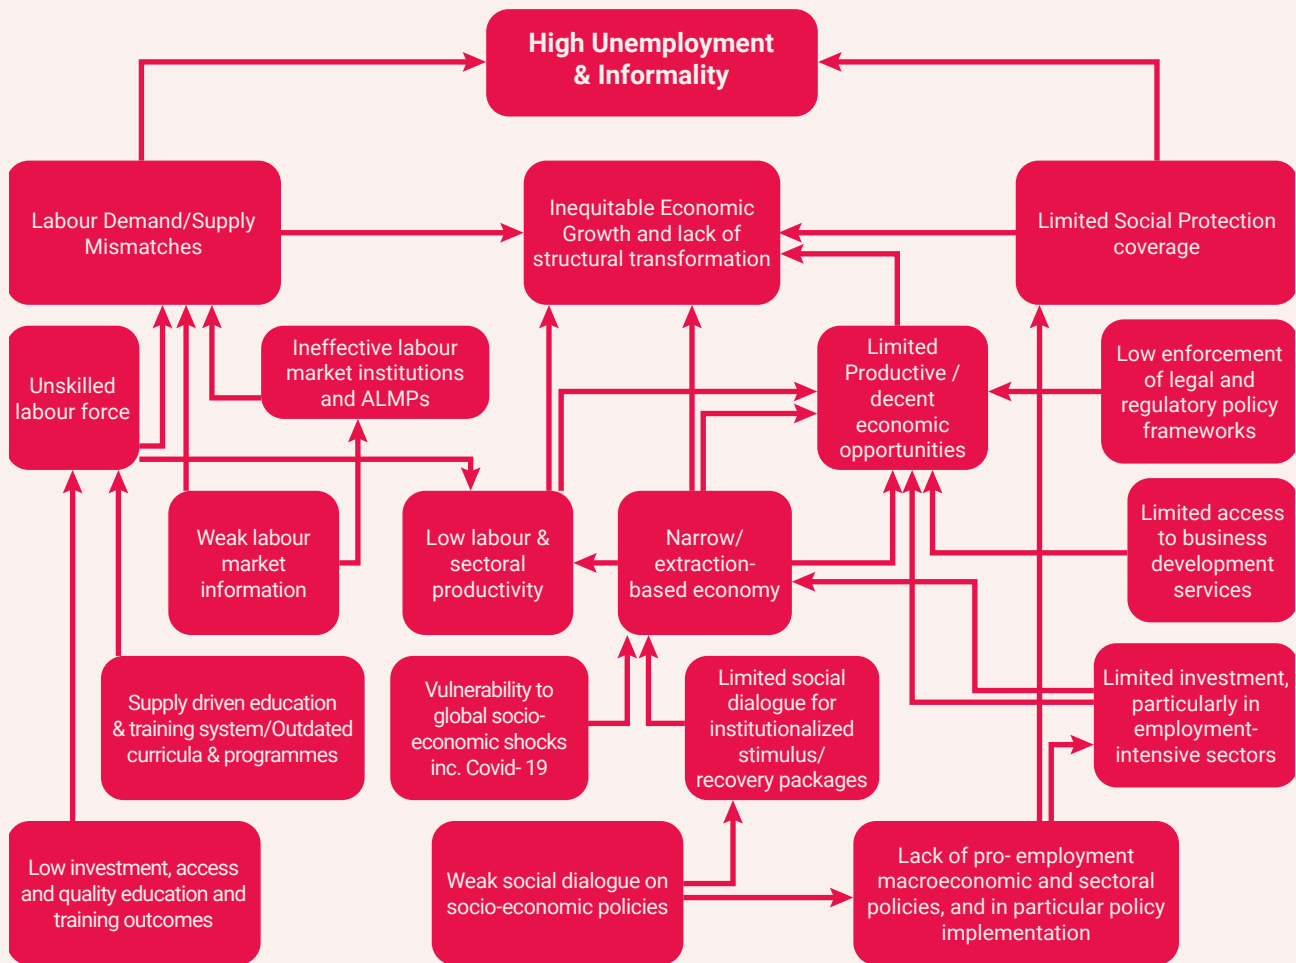 High Unemployment
& Informality
Labour Demand/Supply
Mismatches
Inequitable Economic
Growth and lack of
structural transformation
Limited Social Protection
coverage
Unskilled
labour force
Ineffective labour
market institutions
and ALMPs
Limited
Productive /
decent
economic
opportunities
Low enforcement
of legal and
regulatory policy
frameworks
Weak labour
market
information
Low labour &
sectoral
productivity
Narrow/
extraction-
based economy
Limited access
to business
development
services
Supply driven education
& training system/Outdated
curricula & programmes
Vulnerability to
global socio-
economic shocks
inc. Covid- 19
Limited social
dialogue for
institutionalized
stimulus/
recovery packages
Limited investment,
particularly in
employment-
intensive sectors
Low investment, access
and quality education and
training outcomes
Weak social dialogue on
socio-economic policies
Lack of pro- employment
macroeconomic and sectoral
policies, and in particular policy
implementation